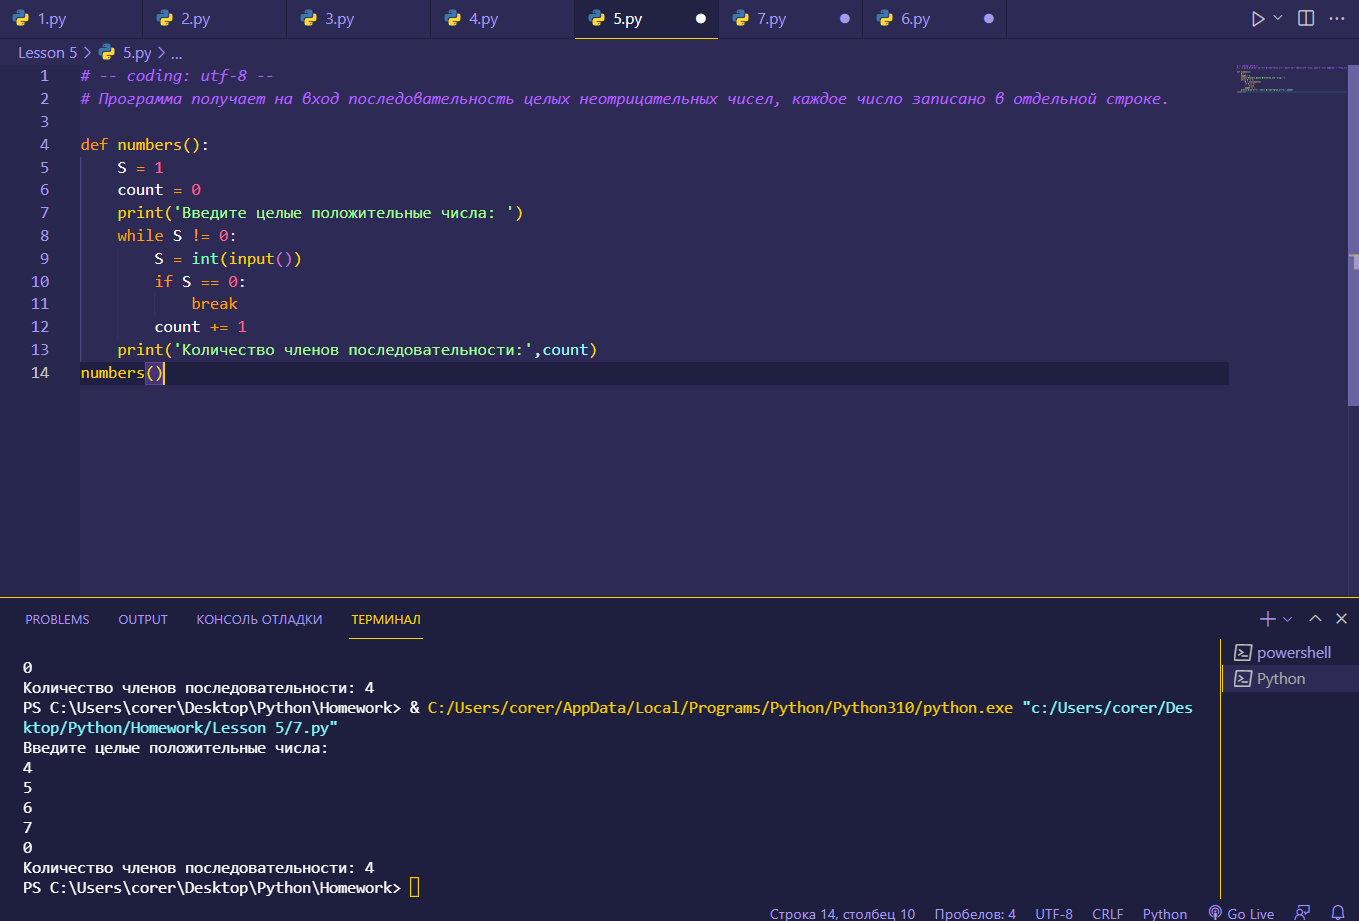 1.py 2.py 3.py 4.py 5.py 7.py 6.py
Lesson 5 > 5.py > ...
1 # -- coding: utf-8 --
2 # Программа получает на вход последовательность целых неотрицательных чисел, каждое число записано в отдельной строке.
3
4 def numbers():
5 S = 1
6 count = 0
7 print('Введите целые положительные числа: ')
8 while S != 0:
9 S = int(input())
10 if S == 0:
11 break
12 count += 1
13 print('Количество членов последовательности:',count)
14 numbers()
PROBLEMS OUTPUT КОНСОЛЬ ОТЛАДКИ ТЕРМИНАЛ
powershell
Python
0
Количество членов последовательности: 4
PS C:\Users\corer\Desktop\Python\Homework> & C:/Users/corer/AppData/Local/Programs/Python/Python310/python.exe "c:/Users/corer/Des
ktop/Python/Homework/Lesson 5/7.py"
Введите целые положительные числа:
4
5
6
7
0
Количество членов последовательности: 4
PS C:\Users\corer\Desktop\Python\Homework>
Строка 14, столбец 10 Пробелов: 4 UTF-8 CRLF Python Go Live